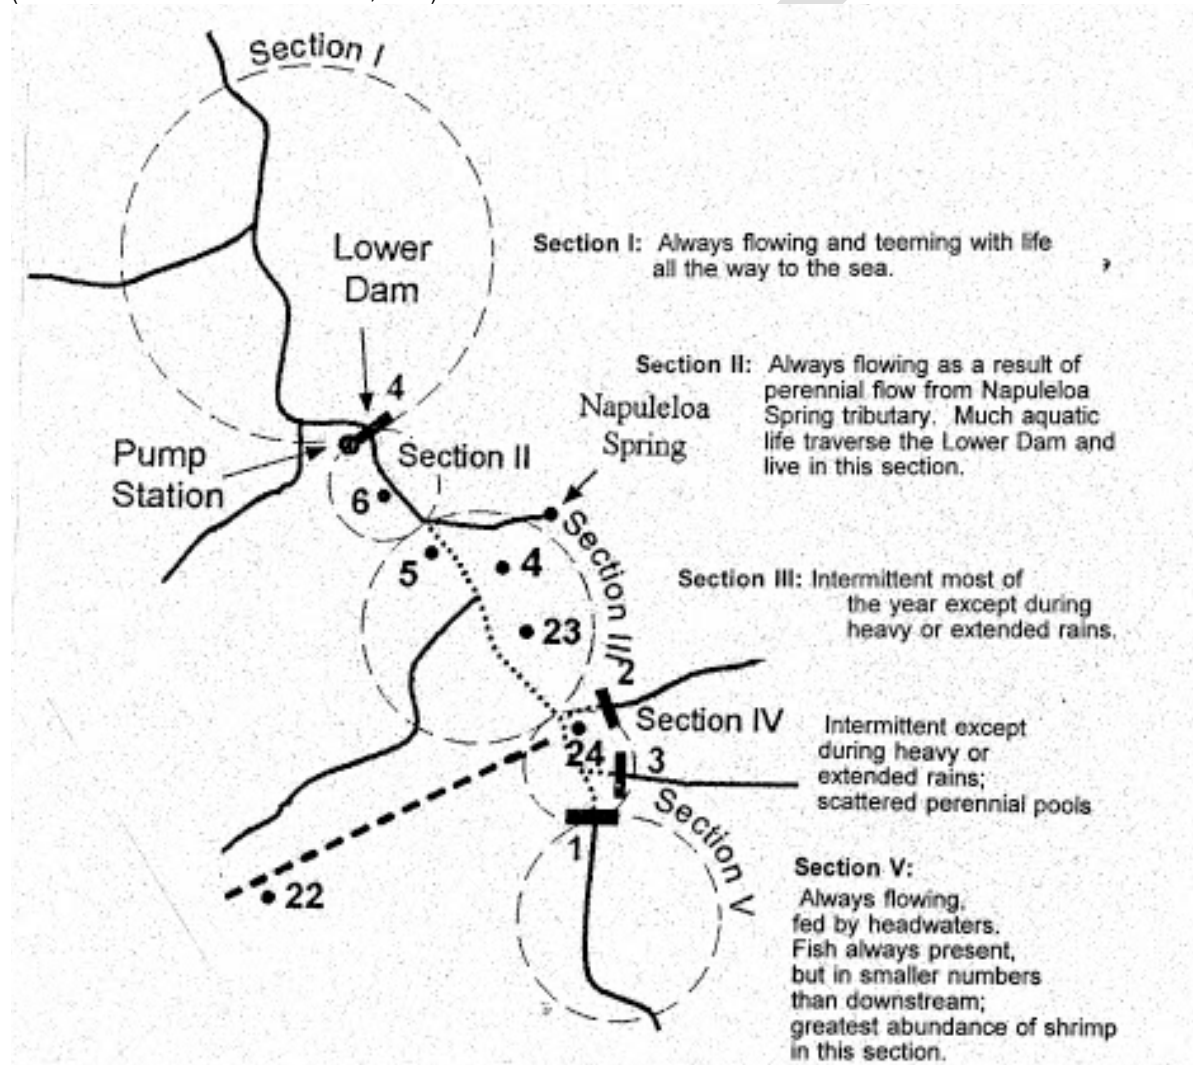 Section I
Lower
Dam
4
Section I: Always flowing and teeming with life
all the way to the sea.
Section II: Always flowing as a result of
perennial flow from Napuleloa
Spring tributary. Much aquatic
life traverse the Lower Dam and
live in this section.
Napuleloa
Spring
Pump
Station
Section II
6
Section III
5
4
23
Section III: Intermittent most of
the year except during
heavy or extended rains.
2
Section IV
24
3
Intermittent except
during heavy or
extended rains;
scattered perennial pools
Section V
1
22
Section V:
Always flowing,
fed by headwaters.
Fish always present,
but in smaller numbers
than downstream;
greatest abundance of shrimp
in this section.